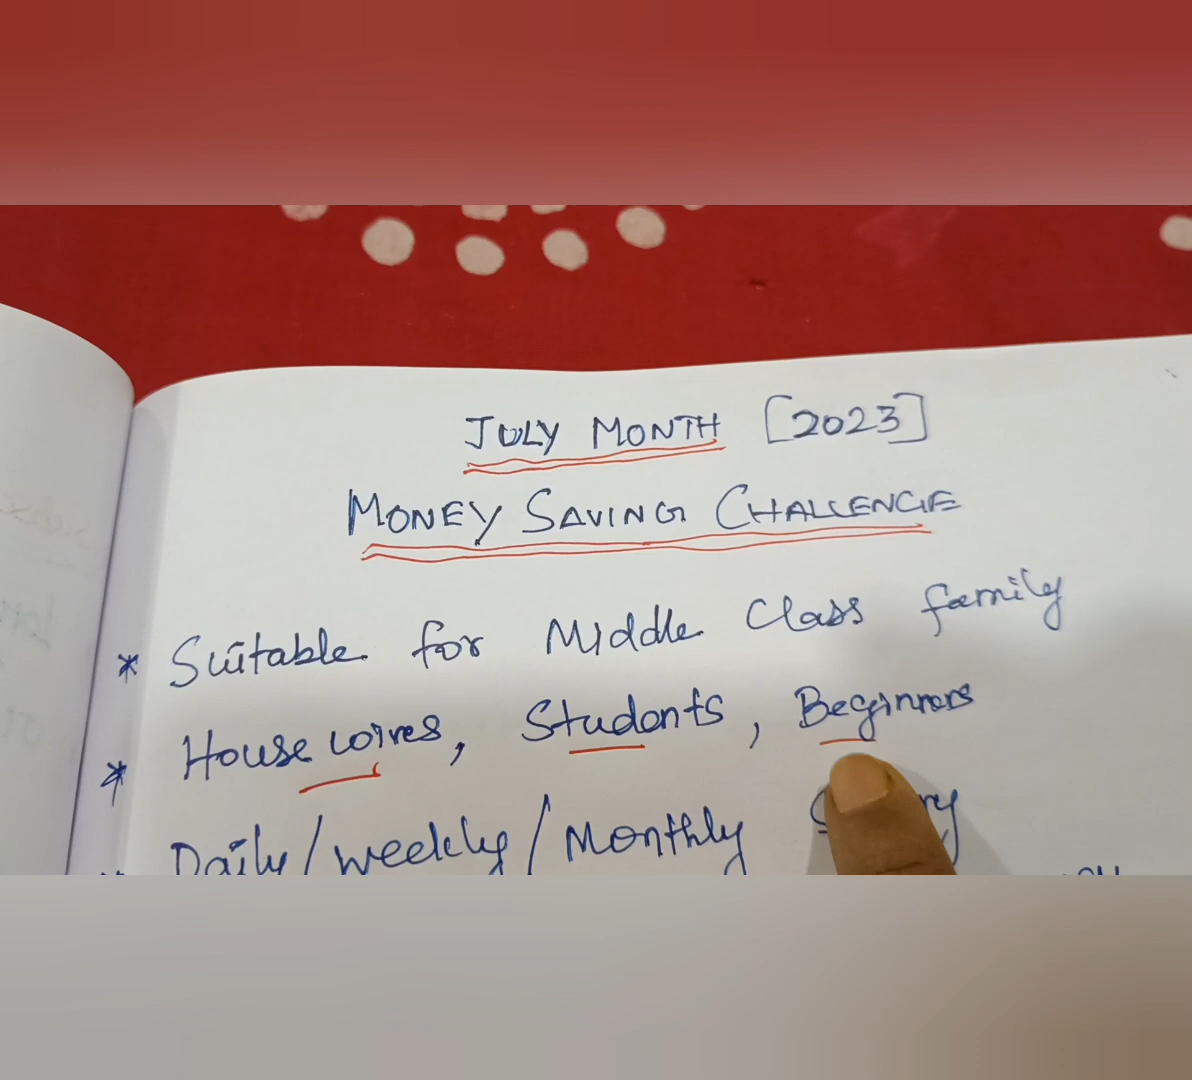 JULY MONTH [2023]
MONEY SAVING CHALLENGE
* Suitable for Middle Class family
* House wives, Students, Beginners
Daily/weekly/Monthly